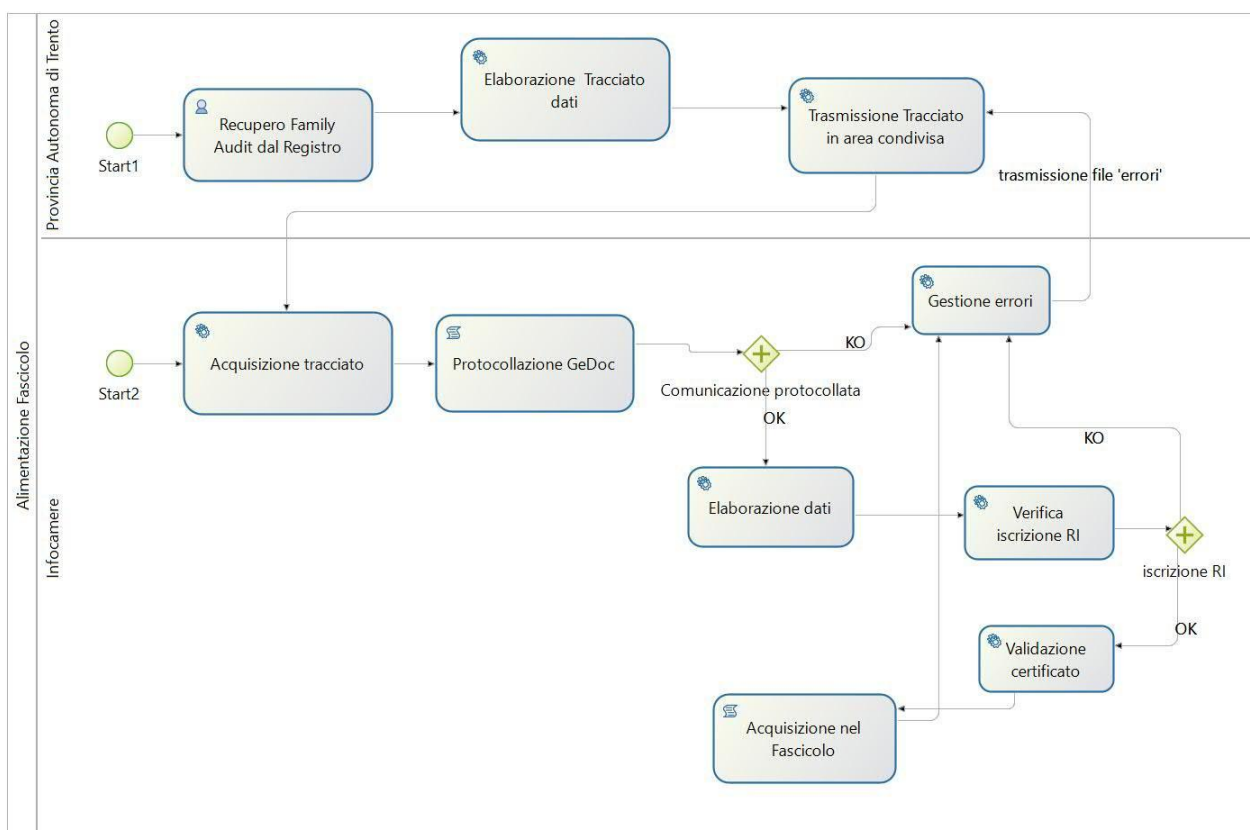 Alimentazione Fascicolo
Provincia Autonoma di Trento
Start1
Recupero Family
Audit dal Registro
Elaborazione Tracciato
dati
Trasmissione Tracciato
in area condivisa
trasmissione file 'errori'
Infocamere
Start2
Acquisizione tracciato
Protocollazione GeDoc
Comunicazione protocollata
KO
OK
Gestione errori
Elaborazione dati
Verifica
iscrizione RI
KO
iscrizione RI
OK
Validazione
certificato
Acquisizione nel
Fascicolo